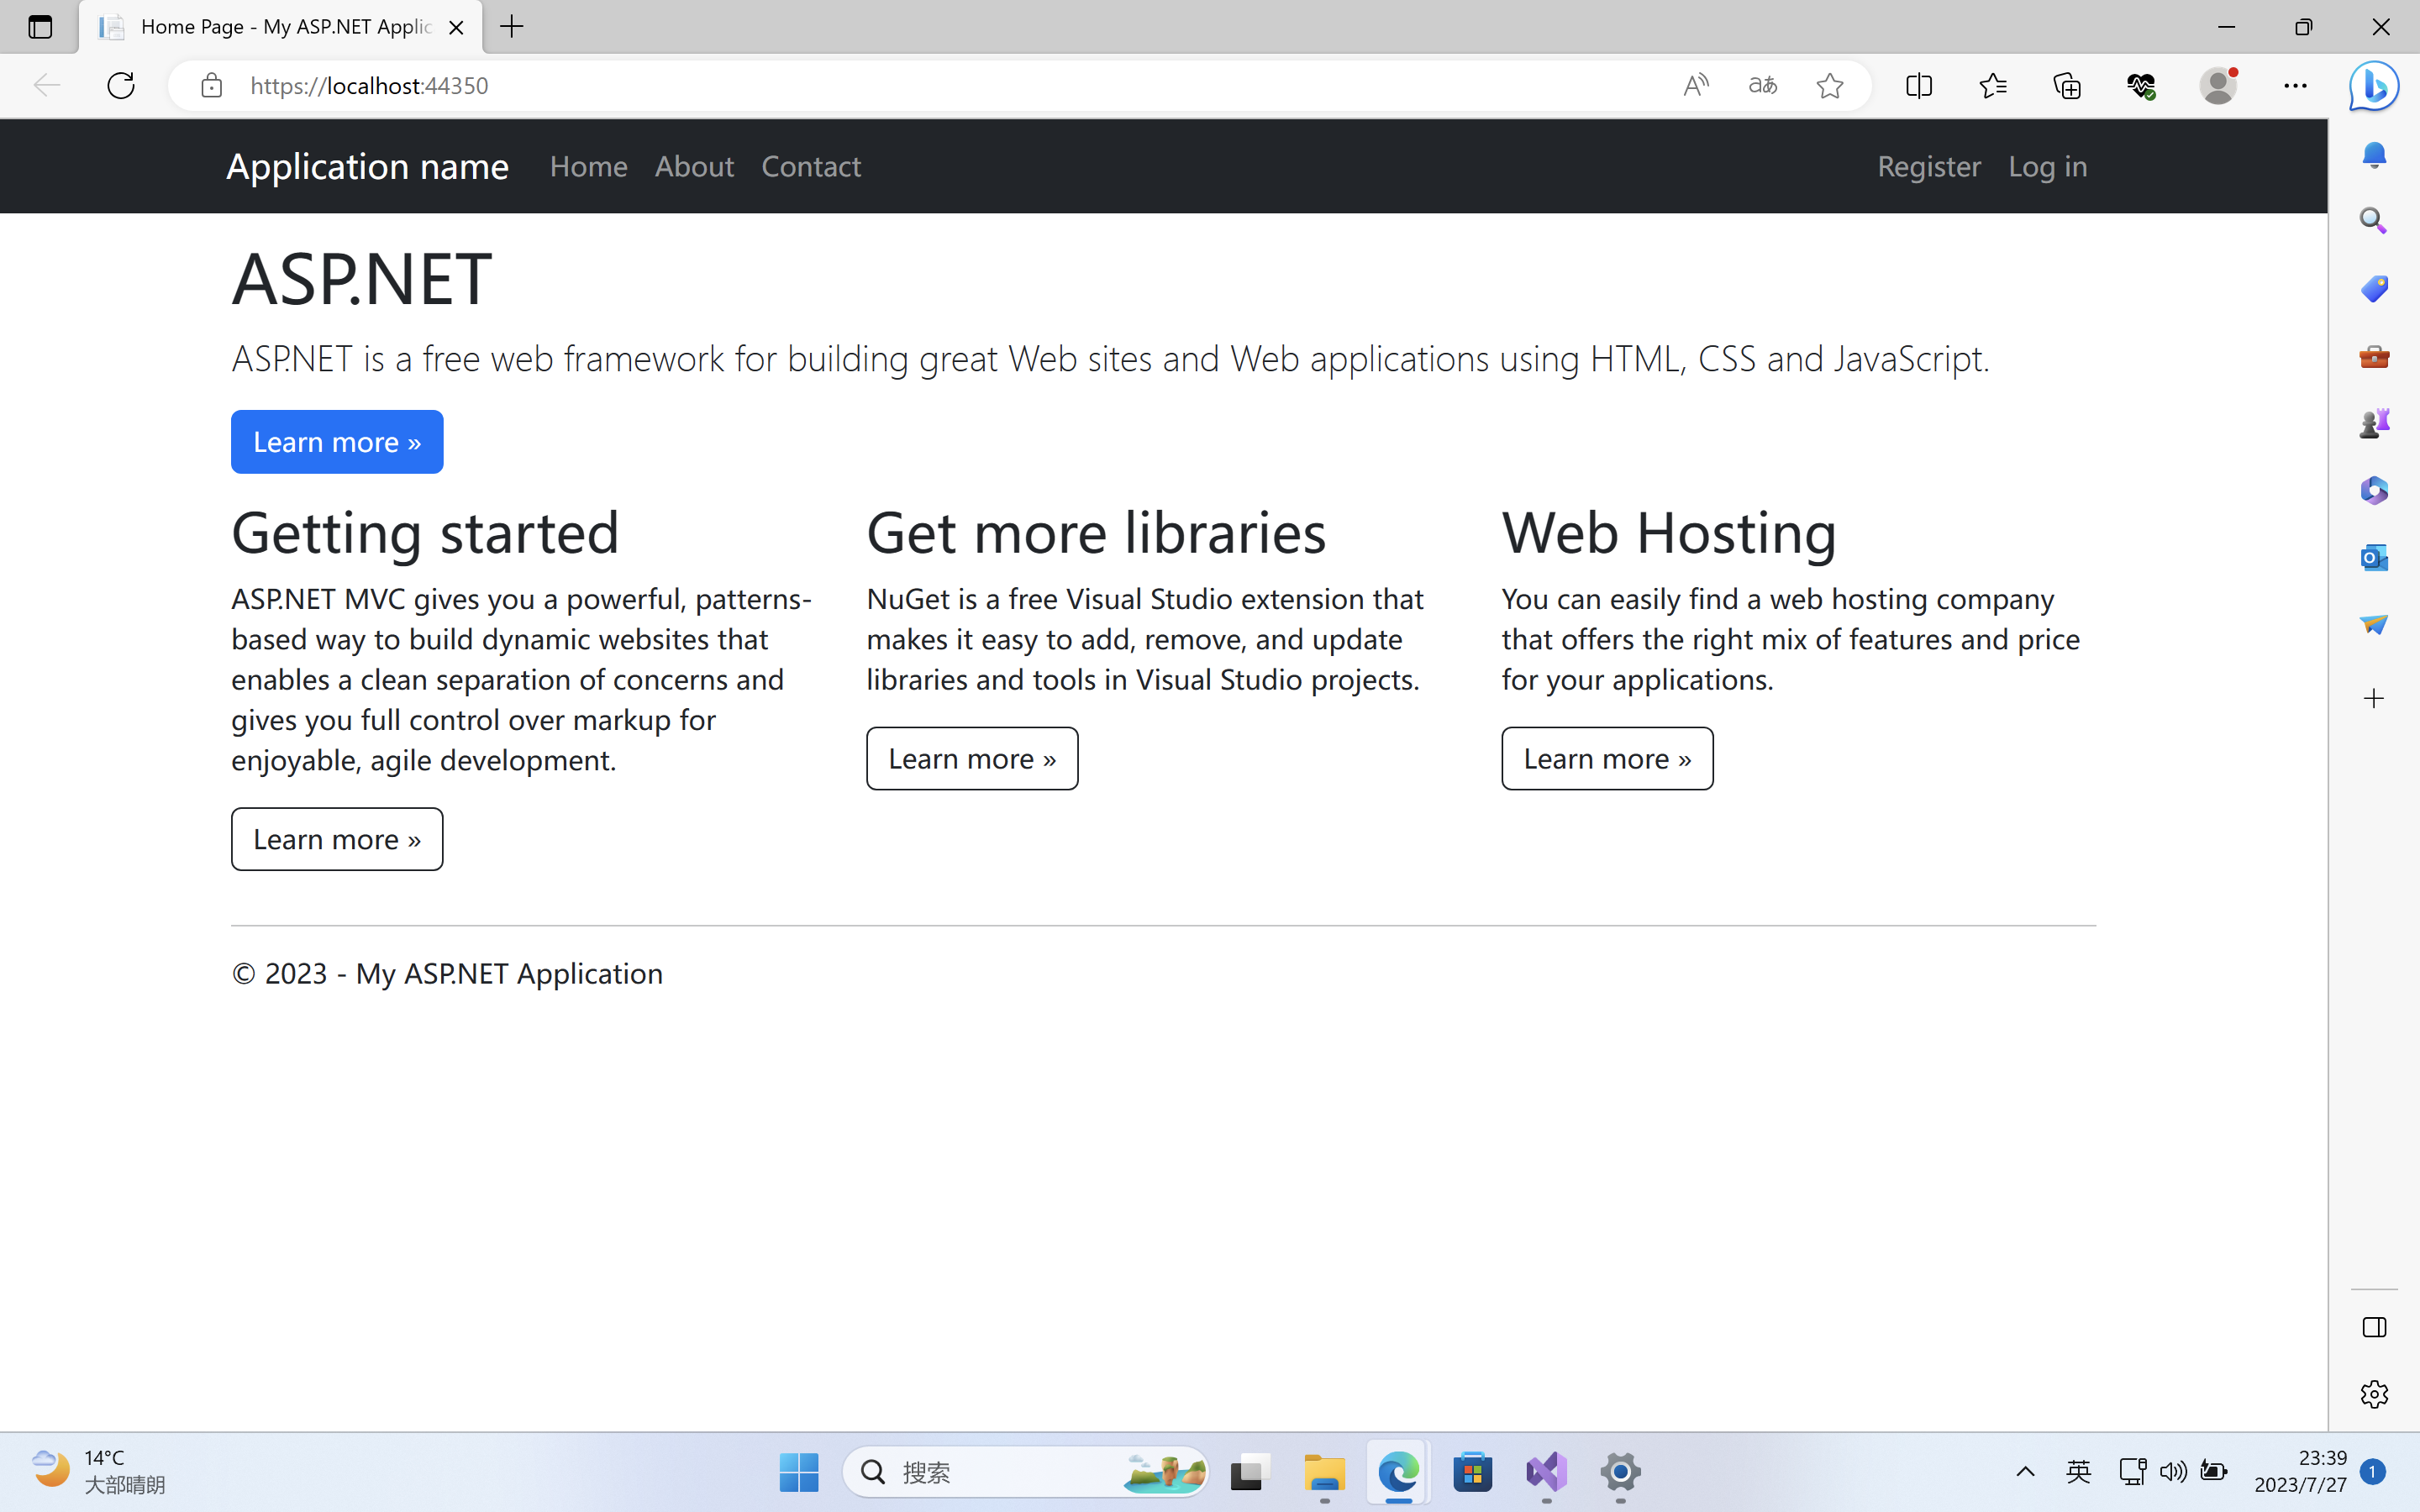 Home Page - My ASP.NET Applic
https://localhost:44350
Application name
Home
About
Contact
Register
Log in
ASP.NET
ASP.NET is a free web framework for building great Web sites and Web applications using HTML, CSS and JavaScript.
Learn more »
Getting started
ASP.NET MVC gives you a powerful, patterns-
based way to build dynamic websites that
enables a clean separation of concerns and
gives you full control over markup for
enjoyable, agile development.
Learn more »
Get more libraries
NuGet is a free Visual Studio extension that
makes it easy to add, remove, and update
libraries and tools in Visual Studio projects.
Learn more »
Web Hosting
You can easily find a web hosting company
that offers the right mix of features and price
for your applications.
Learn more »
© 2023 - My ASP.NET Application
14°C
大部晴朗
搜索
英
23:39
2023/7/27
1